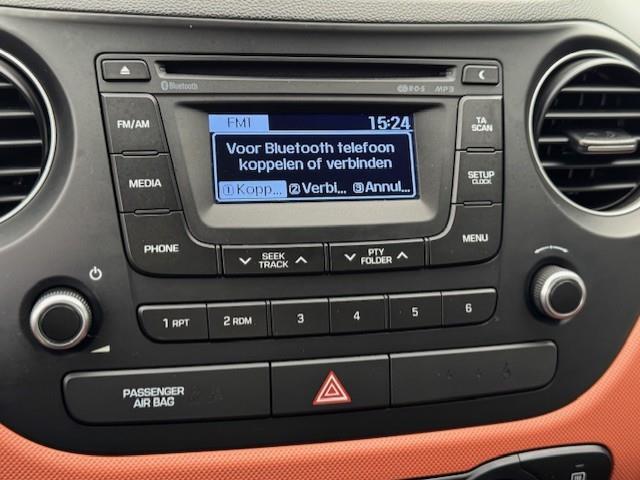 Bluetooth
R·D·S MP3
FM/AM
MEDIA
PHONE
FM1 15:24
Voor Bluetooth telefoon
koppelen of verbinden
① Kopp... ② Verbi... ③ Annul...
TA
SCAN
SETUP
CLOCK
MENU
SEEK
TRACK
PTY
FOLDER
1 RPT 2 RDM 3 4 5 6
PASSENGER
AIR BAG